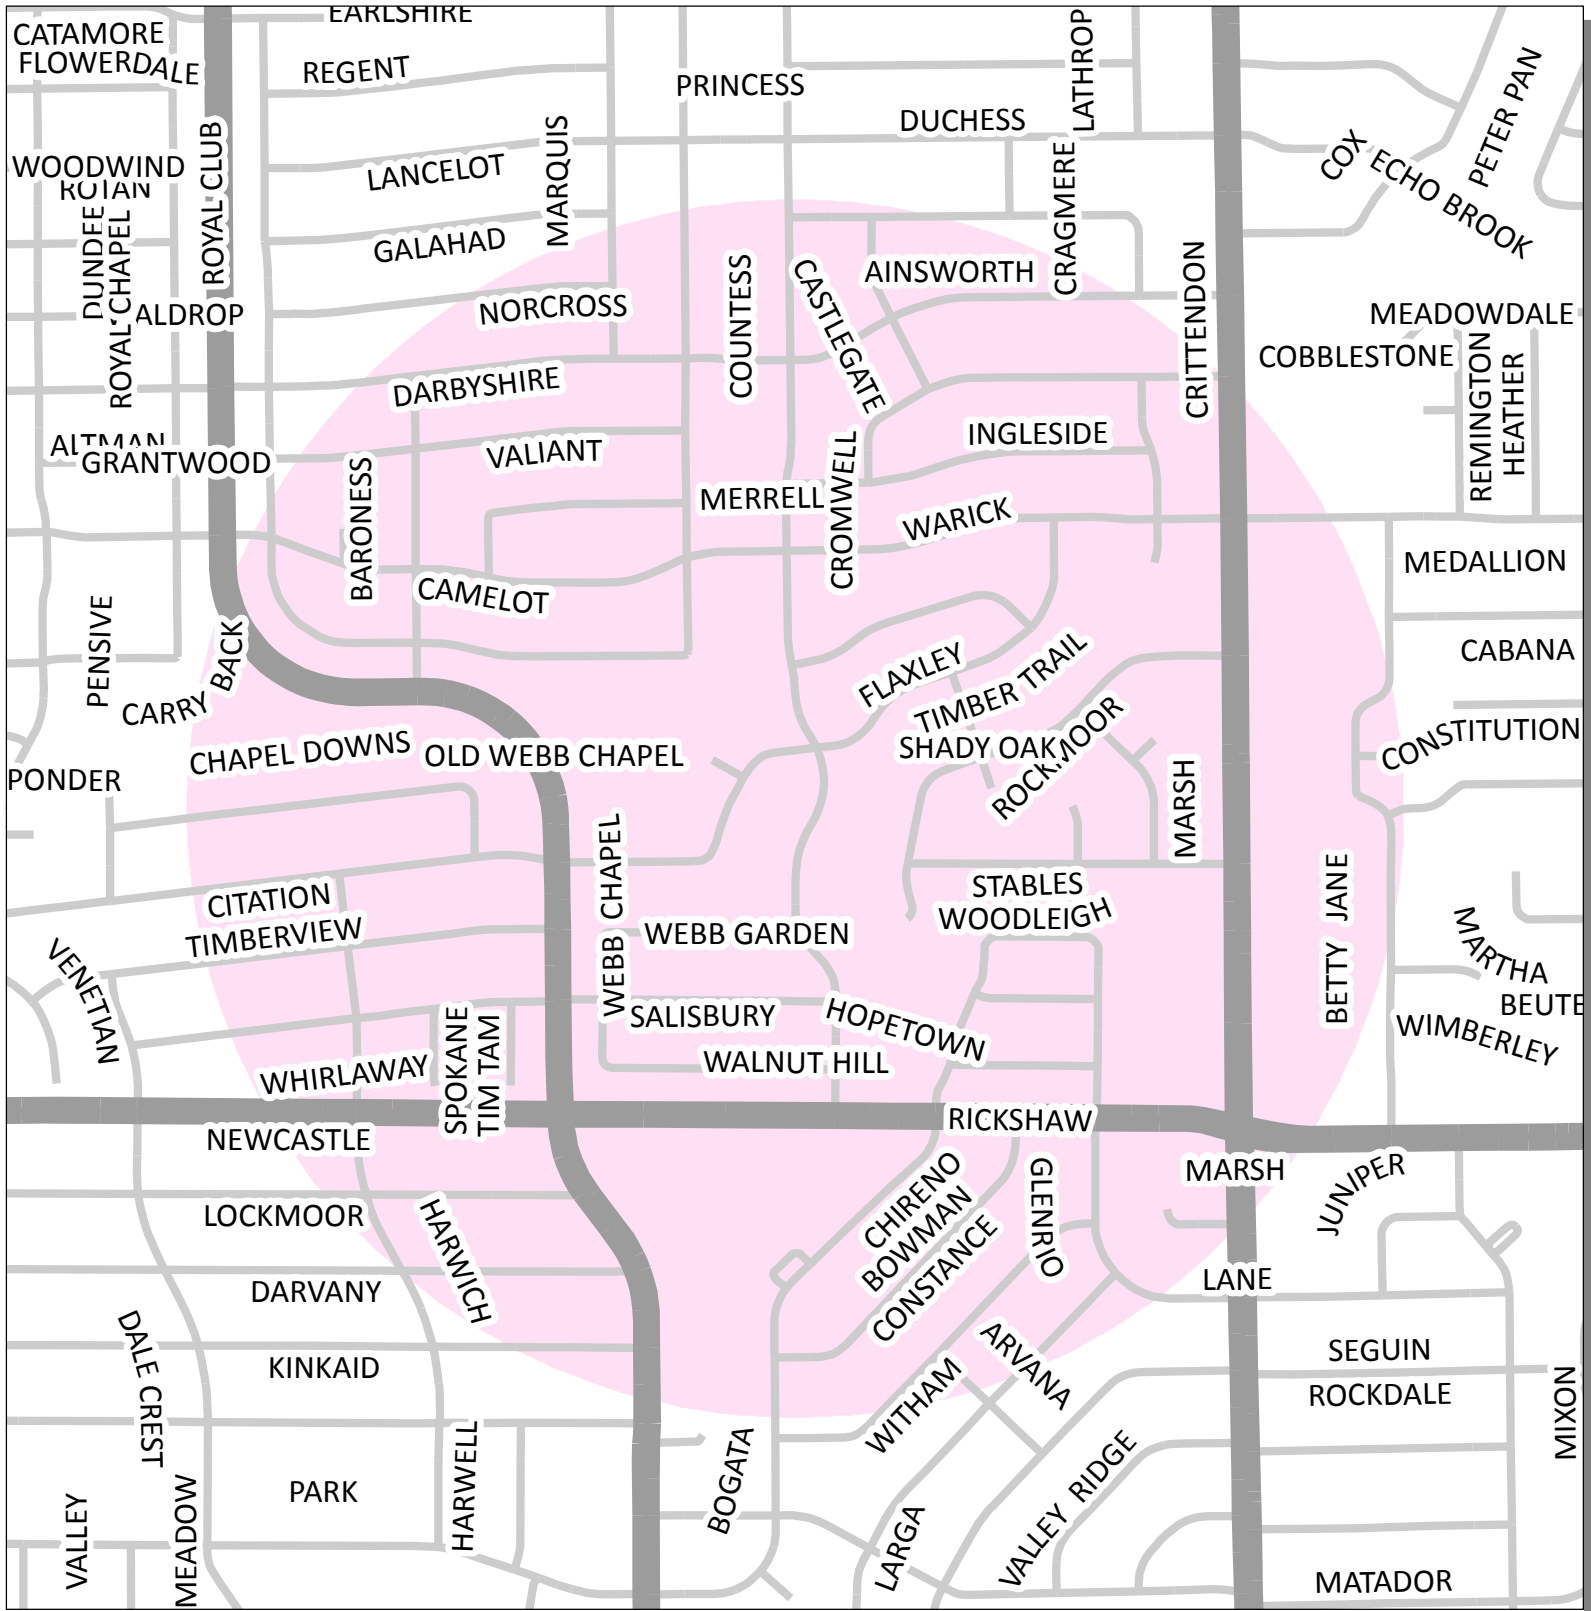 EARLSHIRE
CATAMORE
FLOWERDALE
REGENT
PRINCESS
LATHROP
DUCHESS
PETER PAN
COX
ECHO BROOK
WOODWIND
ROTAN
ROYAL CLUB
LANCELOT
MARQUIS
CRAGMERE
DUNDEE
ROYAL CHAPEL
GALAHAD
COUNTESS
CASTLEGATE
AINSWORTH
CRITTENDON
ALDROP
NORCROSS
MEADOWDALE
COBBLESTONE
REMINGTON
HEATHER
DARBYSHIRE
ALTMAN
GRANTWOOD
VALIANT
INGLESIDE
BARONESS
MERRELL
CROMWELL
WARICK
MEDALLION
CAMELOT
PENSIVE
CARRY BACK
FLAXLEY
TIMBER TRAIL
CABANA
CHAPEL DOWNS
OLD WEBB CHAPEL
SHADY OAK
ROCKMOOR
CONSTITUTION
PONDER
MARSH
WEBB CHAPEL
CITATION
STABLES
WOODLEIGH
BETTY JANE
TIMBERVIEW
WEBB GARDEN
VENETIAN
MARTHA
BEUTE
SPOKANE
TIM TAM
SALISBURY
HOPETOWN
WIMBERLEY
WHIRLAWAY
WALNUT HILL
RICKSHAW
NEWCASTLE
MARSH LANE
JUNIPER
CHIRENO
BOWMAN
CONSTANCE
GLENRIO
LOCKMOOR
HARWICH
DARVANY
DALE CREST
KINKAID
ARVANA
SEGUIN
ROCKDALE
MIXON
WITHAM
HARWELL
BOGATA
VALLEY RIDGE
PARK
MEADOW
VALLEY
LARGA
MATADOR